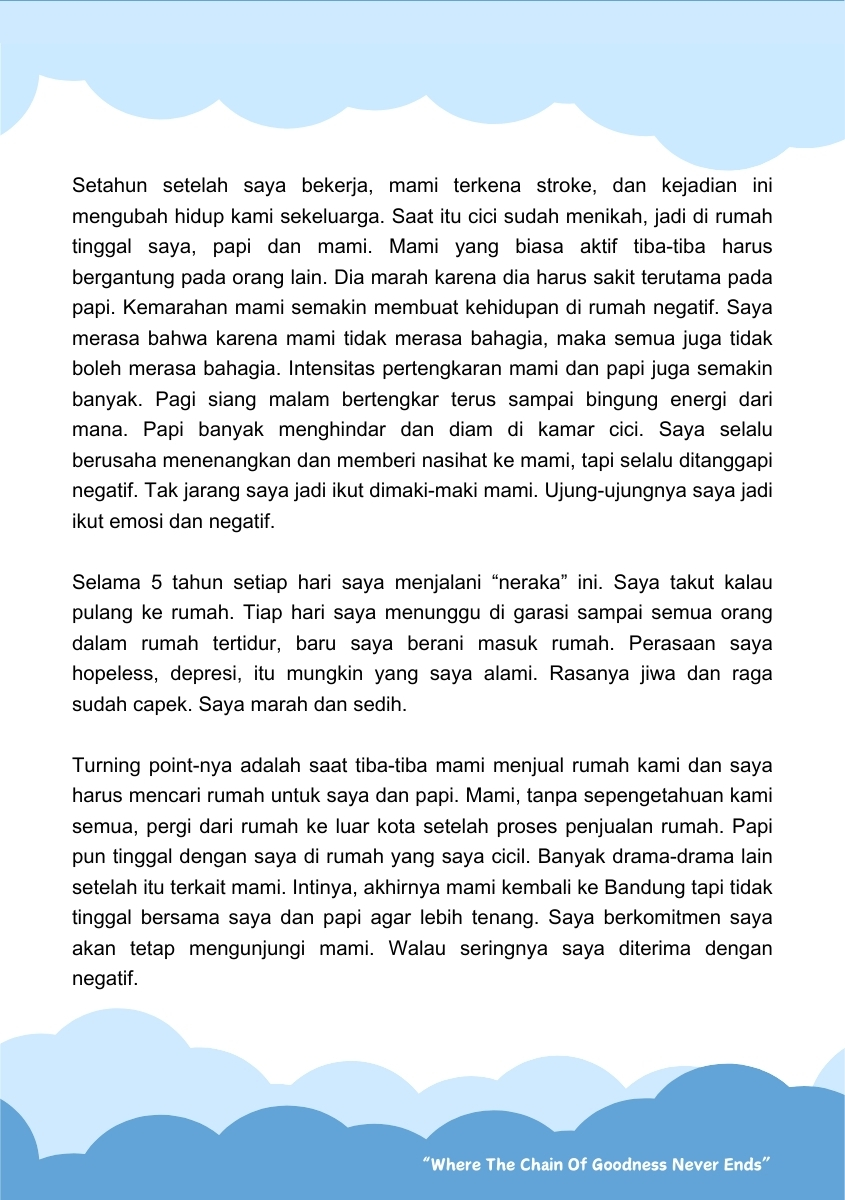 Setahun setelah saya bekerja, mami terkena stroke, dan kejadian ini
mengubah hidup kami sekeluarga. Saat itu cici sudah menikah, jadi di rumah
tinggal saya, papi dan mami. Mami yang biasa aktif tiba-tiba harus
bergantung pada orang lain. Dia marah karena dia harus sakit terutama pada
papi. Kemarahan mami semakin membuat kehidupan di rumah negatif. Saya
merasa bahwa karena mami tidak merasa bahagia, maka semua juga tidak
boleh merasa bahagia. Intensitas pertengkaran mami dan papi juga semakin
banyak. Pagi siang malam bertengkar terus sampai bingung energi dari
mana. Papi banyak menghindar dan diam di kamar cici. Saya selalu
berusaha menenangkan dan memberi nasihat ke mami, tapi selalu ditanggapi
negatif. Tak jarang saya jadi ikut dimaki-maki mami. Ujung-ujungnya saya jadi
ikut emosi dan negatif.
Selama 5 tahun setiap hari saya menjalani “neraka” ini. Saya takut kalau
pulang ke rumah. Tiap hari saya menunggu di garasi sampai semua orang
dalam rumah tertidur, baru saya berani masuk rumah. Perasaan saya
hopeless, depresi, itu mungkin yang saya alami. Rasanya jiwa dan raga
sudah capek. Saya marah dan sedih.
Turning point-nya adalah saat tiba-tiba mami menjual rumah kami dan saya
harus mencari rumah untuk saya dan papi. Mami, tanpa sepengetahuan kami
semua, pergi dari rumah ke luar kota setelah proses penjualan rumah. Papi
pun tinggal dengan saya di rumah yang saya cicil. Banyak drama-drama lain
setelah itu terkait mami. Intinya, akhirnya mami kembali ke Bandung tapi tidak
tinggal bersama saya dan papi agar lebih tenang. Saya berkomitmen saya
akan tetap mengunjungi mami. Walau seringnya saya diterima dengan
negatif.
“Where The Chain Of Goodness Never Ends”